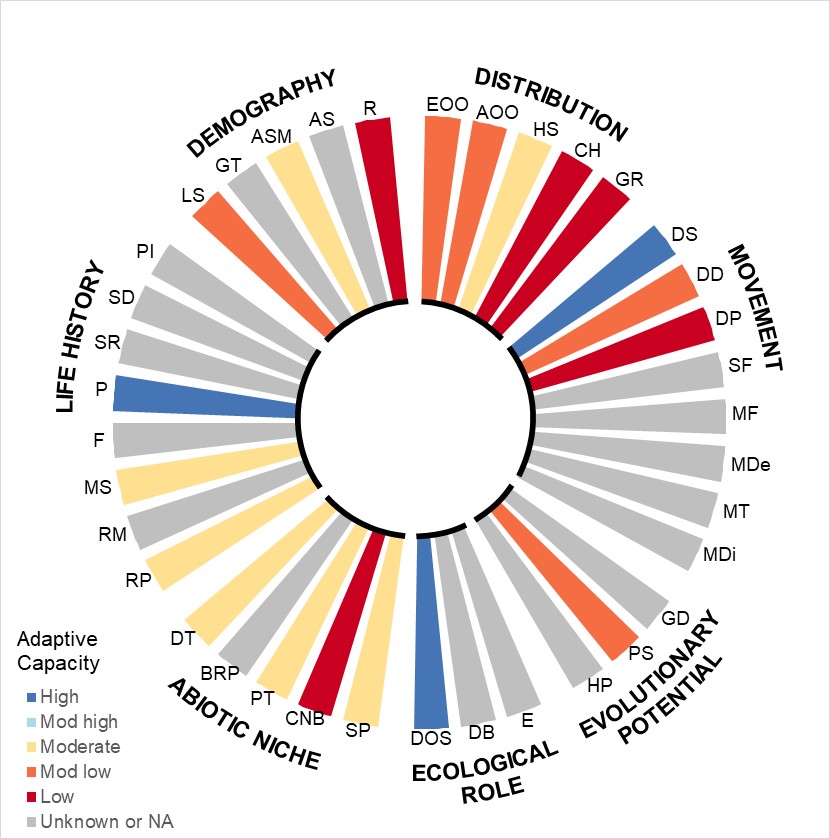 DISTRIBUTION
EOO
AOO
HS
CH
GR
MOVEMENT
DS
DD
DP
SF
MF
MDe
MT
MDi
EVOLUTIONARY
POTENTIAL
GD
PS
HP
ECOLOGICAL
ROLE
E
DB
DOS
ABIOTIC NICHE
SP
CNB
PT
BRP
DT
LIFE HISTORY
RP
RM
MS
F
P
SR
SD
PI
DEMOGRAPHY
LS
GT
ASM
AS
R
Adaptive
Capacity
High
Mod high
Moderate
Mod low
Low
Unknown or NA